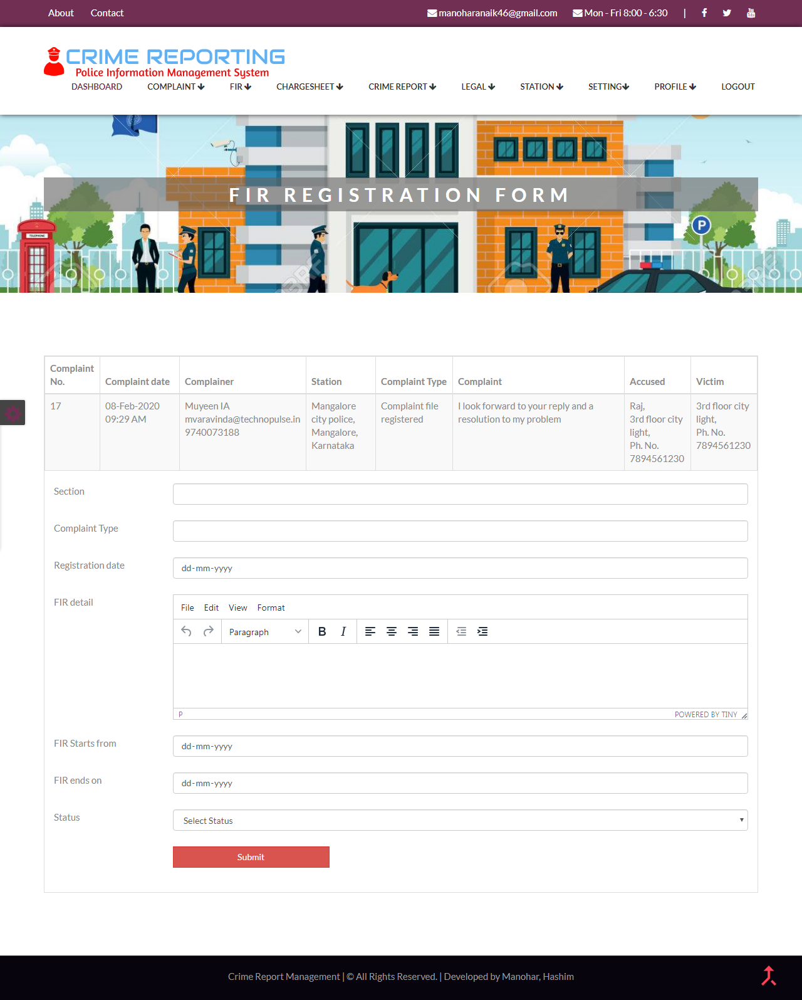 About Contact manoharanaik46@gmail.com Mon - Fri 8:00 - 6:30 |
CRIME REPORTING
Police Information Management System
DASHBOARD COMPLAINT FIR CHARGESHEET CRIME REPORT LEGAL STATION SETTING PROFILE LOGOUT
FIR REGISTRATION FORM
TELEPHONE
P
Complaint No. Complaint date Complainer Station Complaint Type Complaint Accused Victim
17 08-Feb-2020 Muyeen IA Mangalore Complaint file I look forward to your reply and a Raj, 3rd floor city
09:29 AM mvaravinda@technopulse.in city police, registered resolution to my problem 3rd floor city light,
9740073188 Mangalore, light, Ph. No.
Karnataka Ph. No. 7894561230
7894561230
Section
Complaint Type
Registration date dd-mm-yyyy
FIR detail File Edit View Format
Paragraph B I
P POWERED BY TINY
FIR Starts from dd-mm-yyyy
FIR ends on dd-mm-yyyy
Status Select Status
Submit
Crime Report Management | © All Rights Reserved. | Developed by Manohar, Hashim